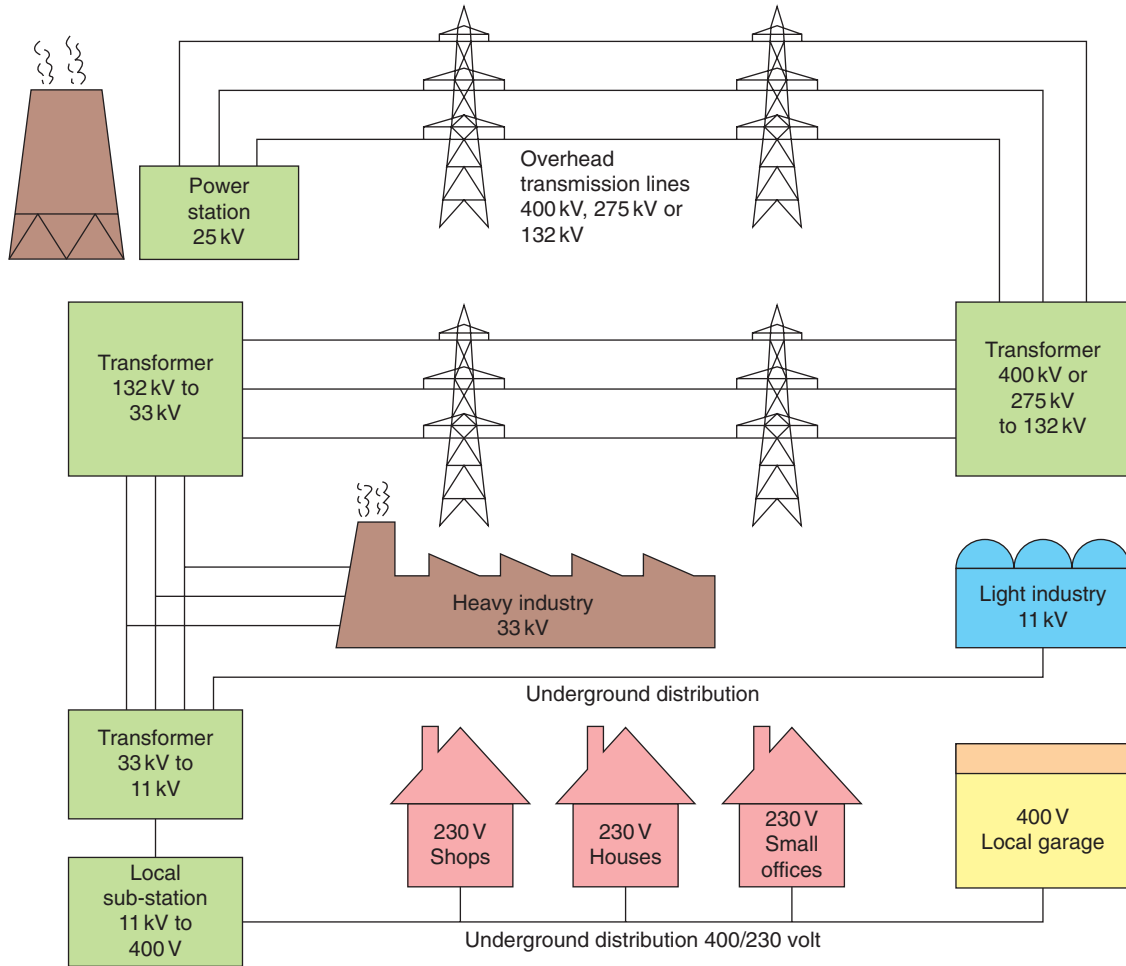 Power
station
25 kV
Overhead
transmission lines
400 kV, 275 kV or
132 kV
Transformer
132 kV to
33 kV
Transformer
400 kV or
275 kV
to 132 kV
Heavy industry
33 kV
Light industry
11 kV
Underground distribution
Transformer
33 kV to
11 kV
230 V
Shops
230 V
Houses
230 V
Small
offices
400 V
Local garage
Local
sub-station
11 kV to
400 V
Underground distribution 400/230 volt